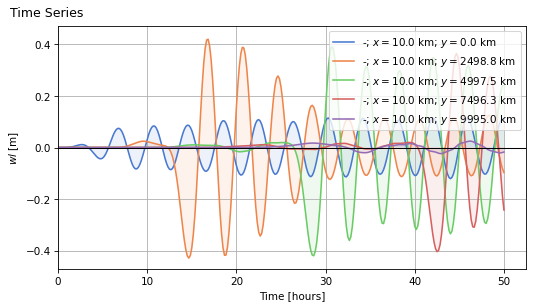 Time Series
-; x = 10.0 km; y = 0.0 km
-; x = 10.0 km; y = 2498.8 km
-; x = 10.0 km; y = 4997.5 km
-; x = 10.0 km; y = 7496.3 km
-; x = 10.0 km; y = 9995.0 km
wl [m]
0.4
0.2
0.0
−0.2
−0.4
0 10 20 30 40 50
Time [hours]